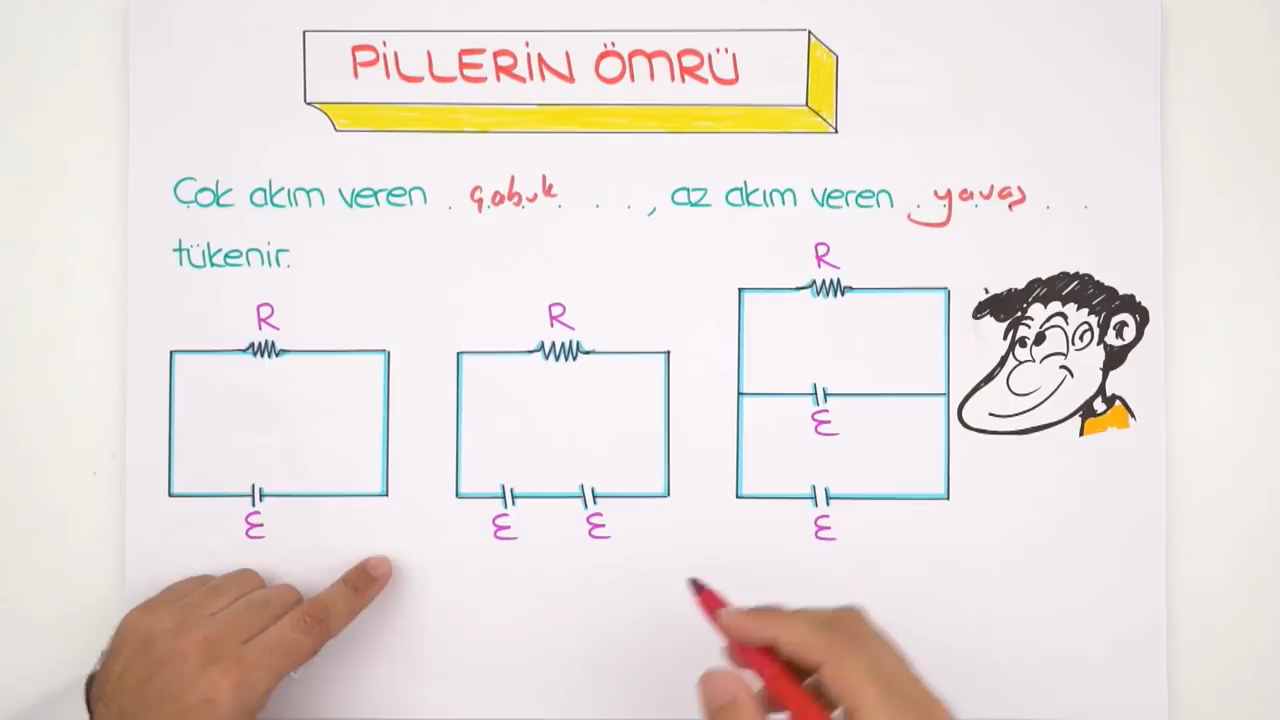 PİLLERİN ÖMRÜ
Çok akım veren . çabuk . . . . , az akım veren . yavaş . .
tükenir.
R
R
R
ε
ε
ε ε
ε